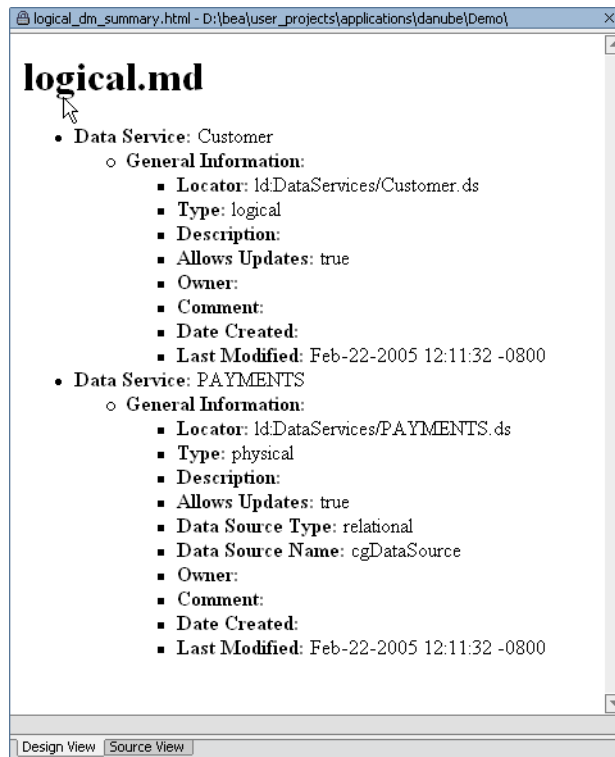 logical_dm_summary.html - D:\bea\user_projects\applications\danube\Demo\
logical.md
Data Service: Customer
General Information:
Locator: ld:DataServices/Customer.ds
Type: logical
Description:
Allows Updates: true
Owner:
Comment:
Date Created:
Last Modified: Feb-22-2005 12:11:32 -0800
Data Service: PAYMENTS
General Information:
Locator: ld:DataServices/PAYMENTS.ds
Type: physical
Description:
Allows Updates: true
Data Source Type: relational
Data Source Name: cgDataSource
Owner:
Comment:
Date Created:
Last Modified: Feb-22-2005 12:11:32 -0800
Design View Source View